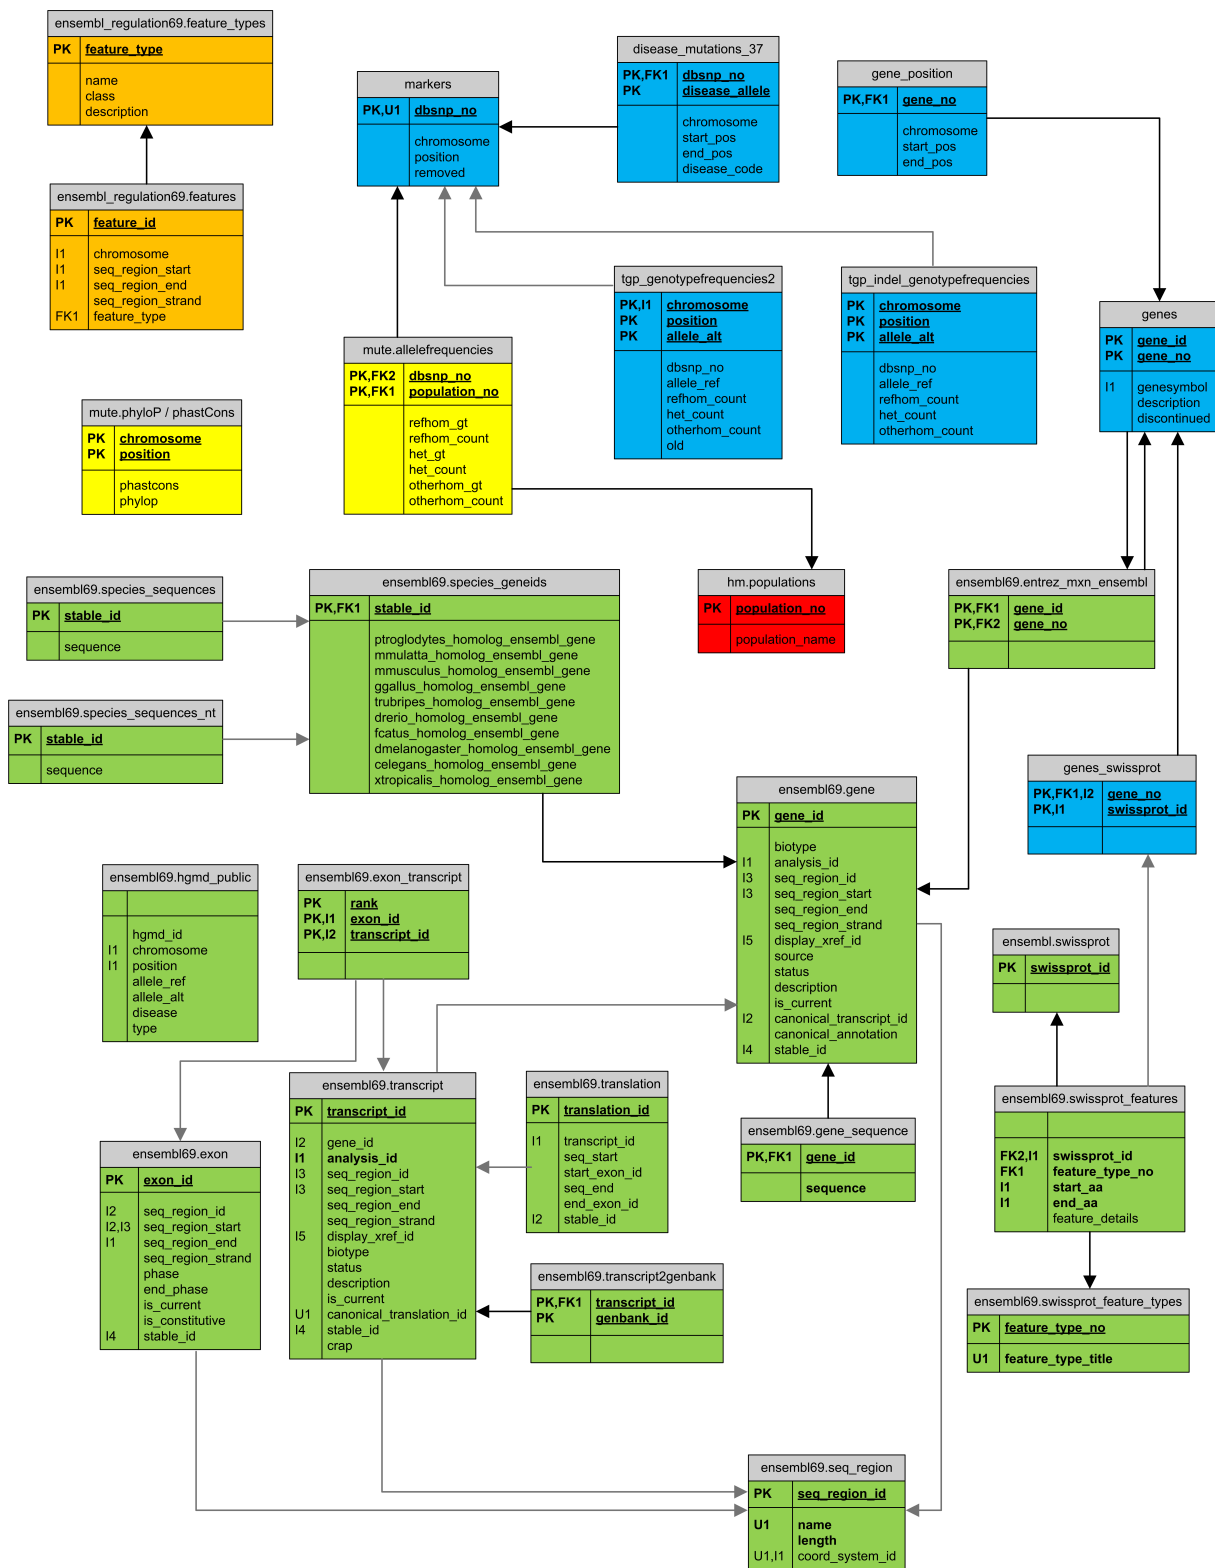 ensembl_regulation69.feature_types
PK feature_type
name
class
description
markers
PK,U1 dbsnp_no
chromosome
position
removed
disease_mutations_37
PK,FK1 dbsnp_no
PK disease_allele
chromosome
start_pos
end_pos
disease_code
gene_position
PK,FK1 gene_no
chromosome
start_pos
end_pos
ensembl_regulation69.features
PK feature_id
I1 chromosome
I1 seq_region_start
I1 seq_region_end
seq_region_strand
FK1 feature_type
tgp_genotypefrequencies2
PK,I1 chromosome
PK position
PK allele_alt
dbsnp_no
allele_ref
refhom_count
het_count
otherhom_count
old
tgp_indel_genotypefrequencies
PK chromosome
PK position
PK allele_alt
dbsnp_no
allele_ref
refhom_count
het_count
otherhom_count
genes
PK gene_id
PK gene_no
I1 genesymbol
description
discontinued
mute.allelefrequencies
PK,FK2 dbsnp_no
PK,FK1 population_no
refhom_gt
refhom_count
het_gt
het_count
otherhom_gt
otherhom_count
mute.phyloP / phastCons
PK chromosome
PK position
phastcons
phylop
ensembl69.species_sequences
PK stable_id
sequence
ensembl69.species_geneids
PK,FK1 stable_id
ptroglodytes_homolog_ensembl_gene
mmulatta_homolog_ensembl_gene
mmusculus_homolog_ensembl_gene
ggallus_homolog_ensembl_gene
trubripes_homolog_ensembl_gene
drerio_homolog_ensembl_gene
fcatus_homolog_ensembl_gene
dmelanogaster_homolog_ensembl_gene
celegans_homolog_ensembl_gene
xtropicalis_homolog_ensembl_gene
hm.populations
PK population_no
population_name
ensembl69.entrez_mxn_ensembl
PK,FK1 gene_id
PK,FK2 gene_no
ensembl69.species_sequences_nt
PK stable_id
sequence
ensembl69.gene
PK gene_id
biotype
I1 analysis_id
I3 seq_region_id
I3 seq_region_start
seq_region_end
seq_region_strand
I5 display_xref_id
source
status
description
is_current
I2 canonical_transcript_id
canonical_annotation
I4 stable_id
genes_swissprot
PK,FK1,I2 gene_no
PK,I1 swissprot_id
ensembl69.hgmd_public
hgmd_id
I1 chromosome
I1 position
allele_ref
allele_alt
disease
type
ensembl69.exon_transcript
PK rank
PK,I1 exon_id
PK,I2 transcript_id
ensembl.swissprot
PK swissprot_id
ensembl69.transcript
PK transcript_id
I2 gene_id
I1 analysis_id
I3 seq_region_id
I3 seq_region_start
seq_region_end
seq_region_strand
I5 display_xref_id
biotype
status
description
is_current
U1 canonical_translation_id
I4 stable_id
crap
ensembl69.translation
PK translation_id
I1 transcript_id
seq_start
start_exon_id
seq_end
end_exon_id
I2 stable_id
ensembl69.gene_sequence
PK,FK1 gene_id
sequence
ensembl69.swissprot_features
FK2,I1 swissprot_id
FK1 feature_type_no
I1 start_aa
I1 end_aa
feature_details
ensembl69.exon
PK exon_id
I2 seq_region_id
I2,I3 seq_region_start
I1 seq_region_end
seq_region_strand
phase
end_phase
is_current
is_constitutive
I4 stable_id
ensembl69.transcript2genbank
PK,FK1 transcript_id
PK genbank_id
ensembl69.swissprot_feature_types
PK feature_type_no
U1 feature_type_title
ensembl69.seq_region
PK seq_region_id
U1 name
length
U1,I1 coord_system_id